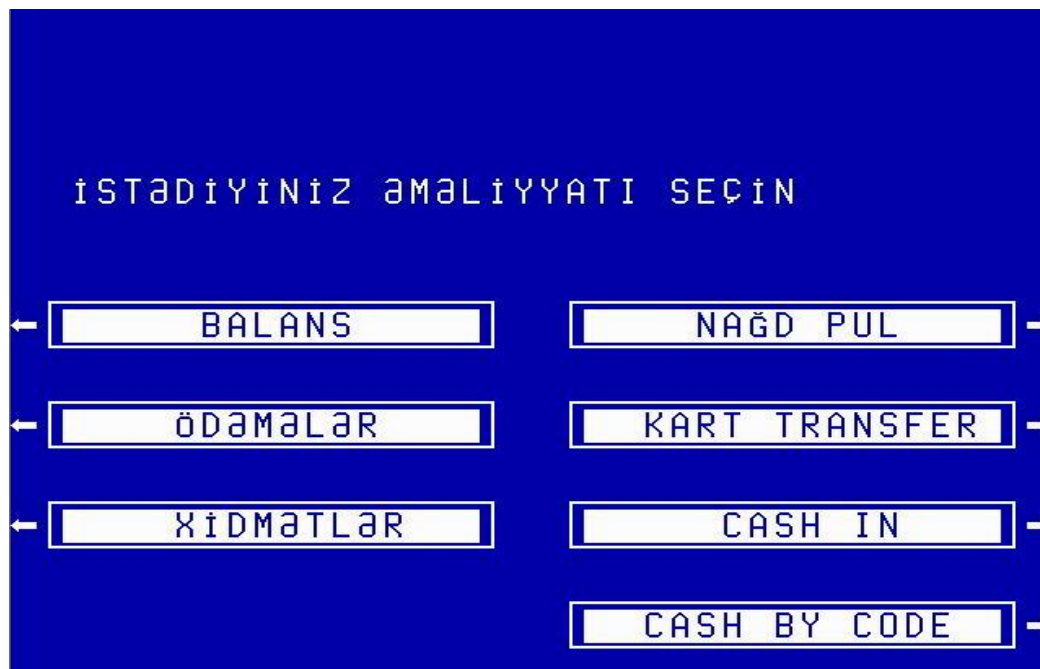 İSTƏDİYİNİZ ƏMƏLİYYATI SEÇİN
BALANS
NAĞD PUL
ÖDƏMƏLƏR
KART TRANSFER
XİDMƏTLƏR
CASH IN
CASH BY CODE